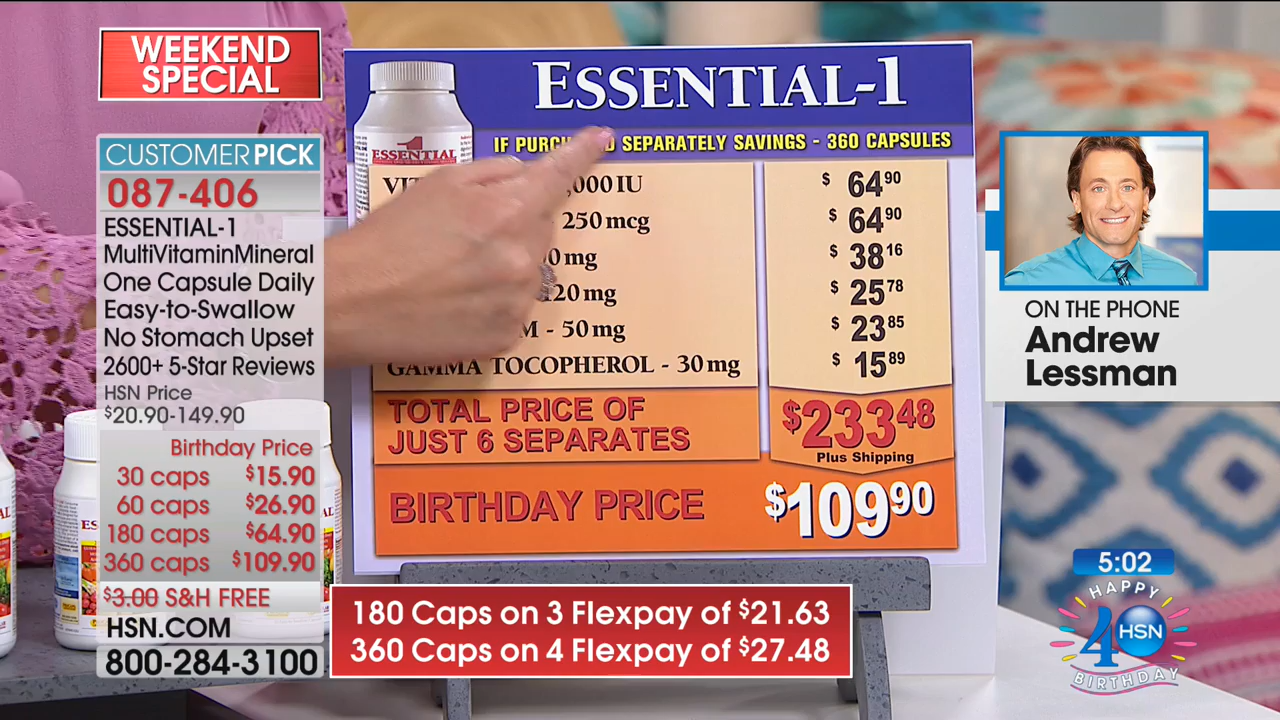 WEEKEND
SPECIAL
CUSTOMER PICK
087-406
ESSENTIAL-1
MultiVitaminMineral
One Capsule Daily
Easy-to-Swallow
No Stomach Upset
2600+ 5-Star Reviews
HSN Price
$20.90-149.90
Birthday Price
30 caps $15.90
60 caps $26.90
180 caps $64.90
360 caps $109.90
$3.00 S&H FREE
HSN.COM
800-284-3100
1
ESSENTIAL
ESSENTIAL-1
IF SEPARATELY SAVINGS - 360 CAPSULES
,000 IU $64.90
250 mcg $64.90
0 mg $38.16
120 mg $25.78
M - 50 mg $23.85
GAMMA TOCOPHEROL - 30 mg $15.89
TOTAL PRICE OF
JUST 6 SEPARATES
$233.48
Plus Shipping
BIRTHDAY PRICE $109.90
180 Caps on 3 Flexpay of $21.63
360 Caps on 4 Flexpay of $27.48
ON THE PHONE
Andrew
Lessman
5:02
HAPPY
40 HSN
BIRTHDAY